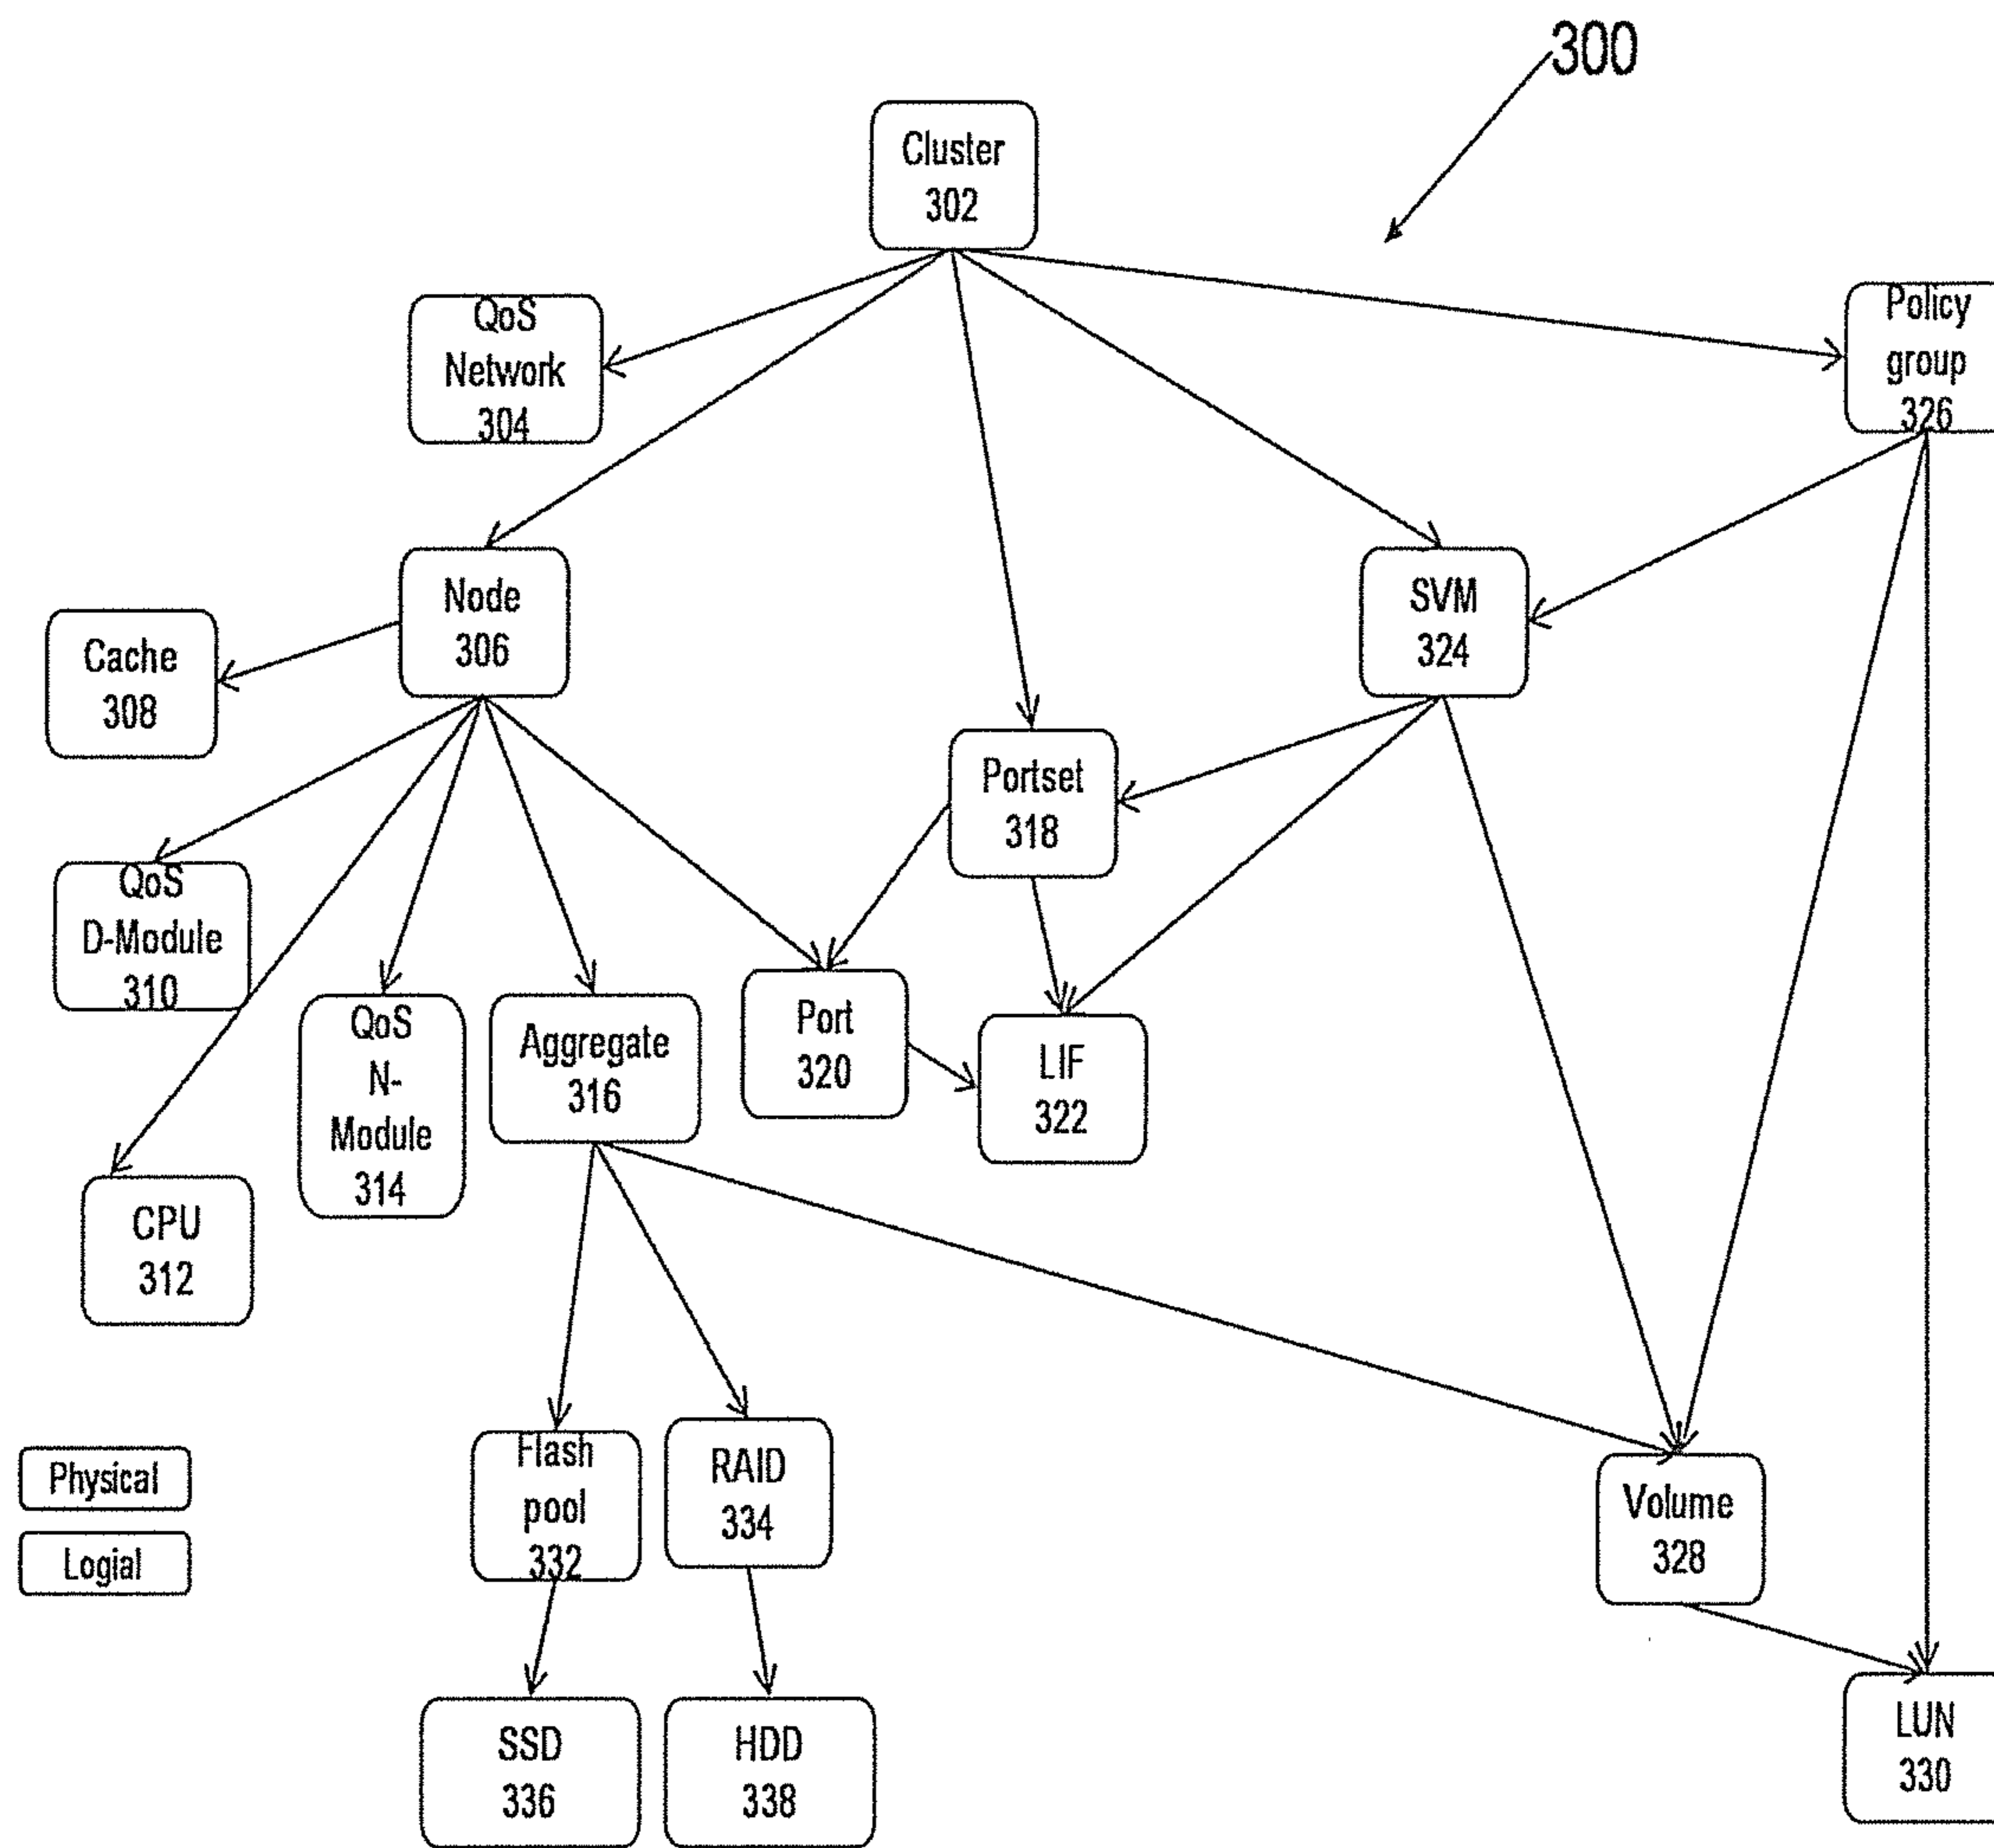 300
Cluster
302
QoS
Network
304
Policy
group
326
Node
306
SVM
324
Cache
308
Portset
318
QoS
D-Module
310
QoS
N-
Module
314
Aggregate
316
Port
320
LIF
322
CPU
312
Flash
pool
332
RAID
334
Physical
Logial
Volume
328
SSD
336
HDD
338
LUN
330